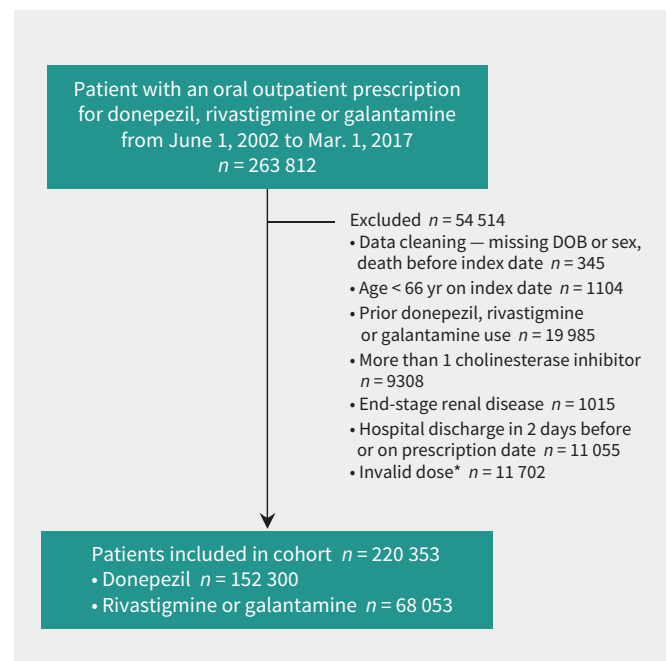 Patient with an oral outpatient prescription
for donepezil, rivastigmine or galantamine
from June 1, 2002 to Mar. 1, 2017
n = 263 812
Excluded n = 54 514
• Data cleaning — missing DOB or sex,
death before index date n = 345
• Age < 66 yr on index date n = 1104
• Prior donepezil, rivastigmine
or galantamine use n = 19 985
• More than 1 cholinesterase inhibitor
n = 9308
• End-stage renal disease n = 1015
• Hospital discharge in 2 days before
or on prescription date n = 11 055
• Invalid dose* n = 11 702
Patients included in cohort n = 220 353
• Donepezil n = 152 300
• Rivastigmine or galantamine n = 68 053